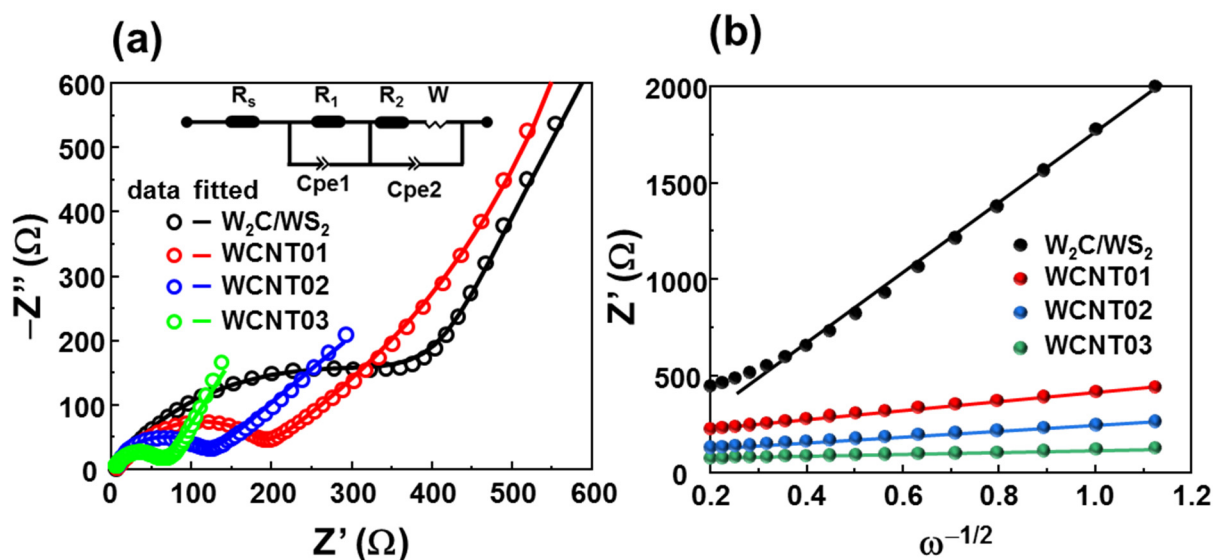 (a)
600
500
400
300
200
100
0
−Z'' (Ω)
Rₛ R₁ R₂ W
Cpe1 Cpe2
data fitted
W₂C/WS₂
WCNT01
WCNT02
WCNT03
0 100 200 300 400 500 600
Z' (Ω)
(b)
2000
1500
1000
500
0
Z' (Ω)
W₂C/WS₂
WCNT01
WCNT02
WCNT03
0.2 0.4 0.6 0.8 1.0 1.2
ω⁻¹/²